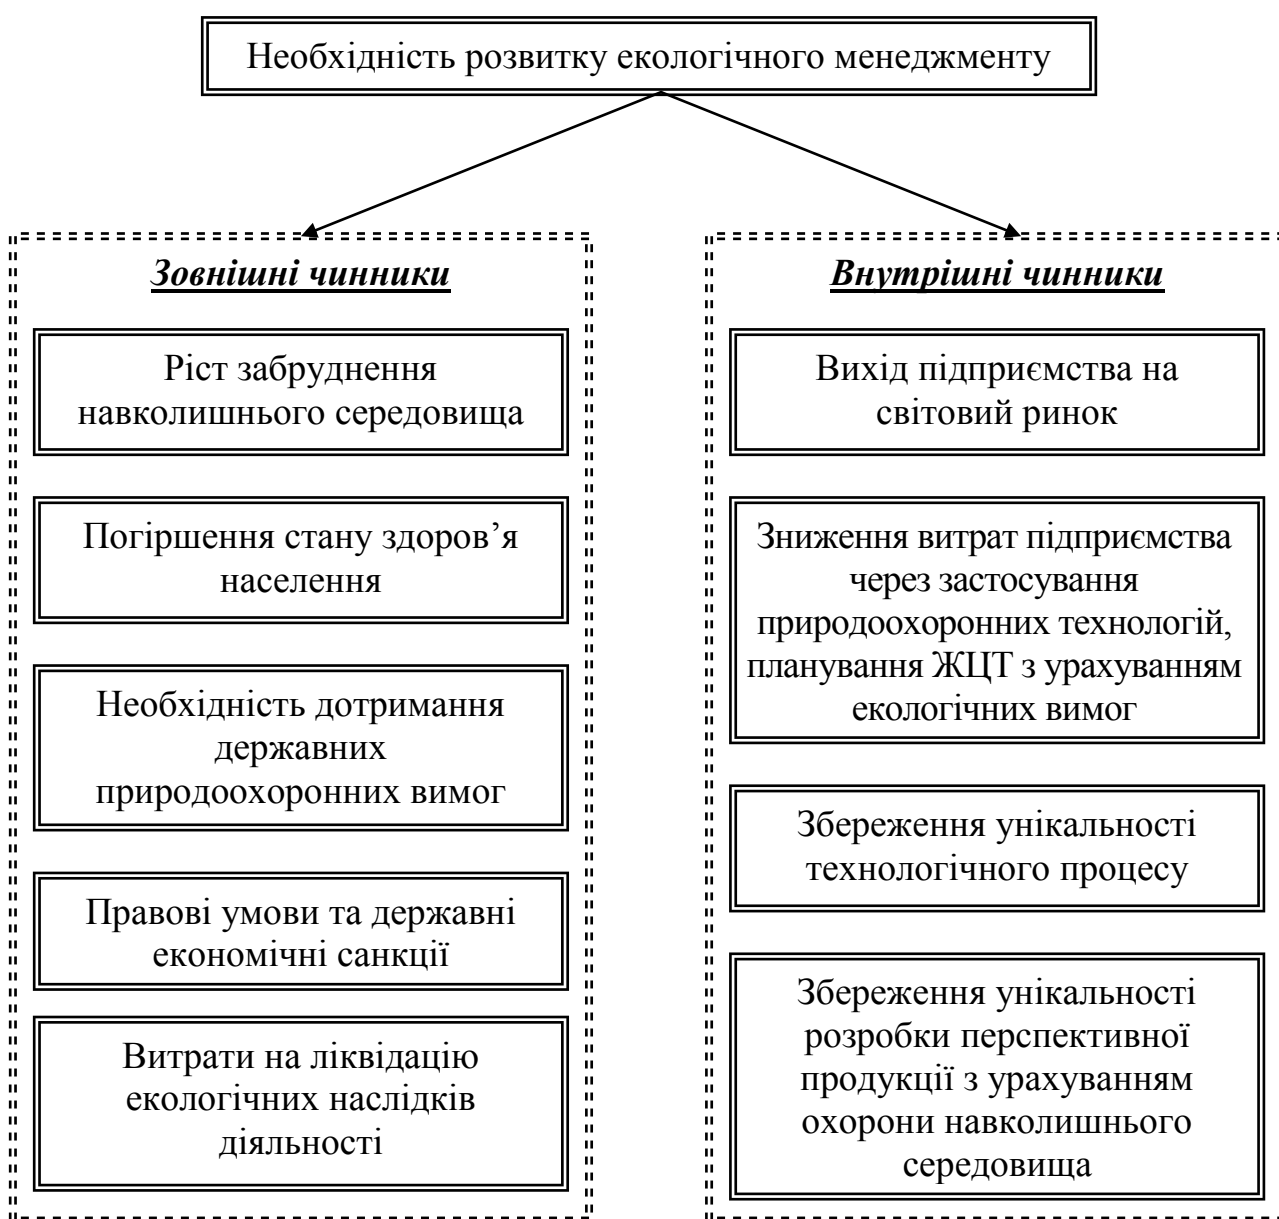 Необхідність розвитку екологічного менеджменту
Зовнішні чинники
Ріст забруднення
навколишнього середовища
Погіршення стану здоров’я
населення
Необхідність дотримання
державних
природоохоронних вимог
Правові умови та державні
економічні санкції
Витрати на ліквідацію
екологічних наслідків
діяльності
Внутрішні чинники
Вихід підприємства на
світовий ринок
Зниження витрат підприємства
через застосування
природоохоронних технологій,
планування ЖЦТ з урахуванням
екологічних вимог
Збереження унікальності
технологічного процесу
Збереження унікальності
розробки перспективної
продукції з урахуванням
охорони навколишнього
середовища